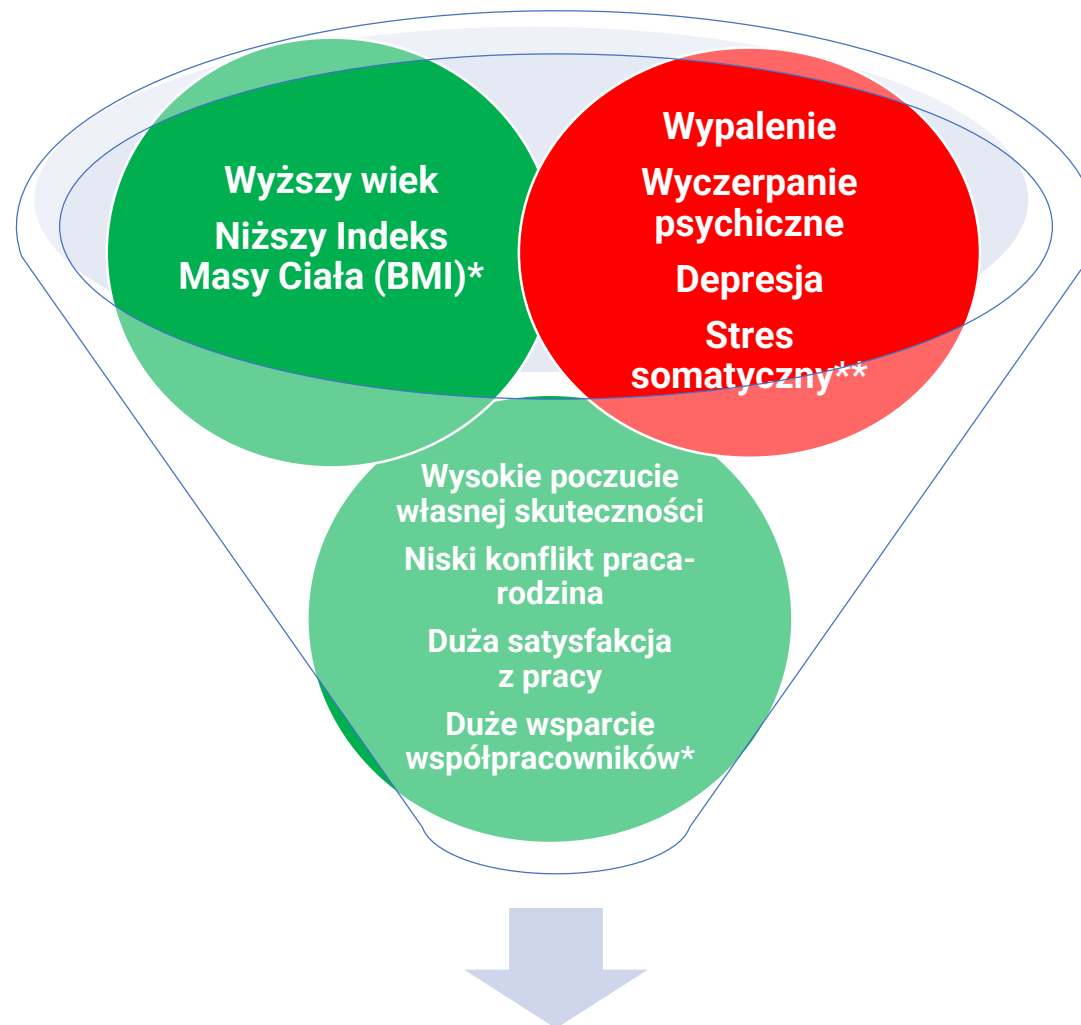 Wyższy wiek
Niższy Indeks
Masy Ciała (BMI)*
Wypalenie
Wyczerpanie
psychiczne
Depresja
Stres
somatyczny**
Wysokie poczucie
własnej skuteczności
Niski konflikt praca-
rodzina
Duża satysfakcja
z pracy
Duże wsparcie
współpracowników*